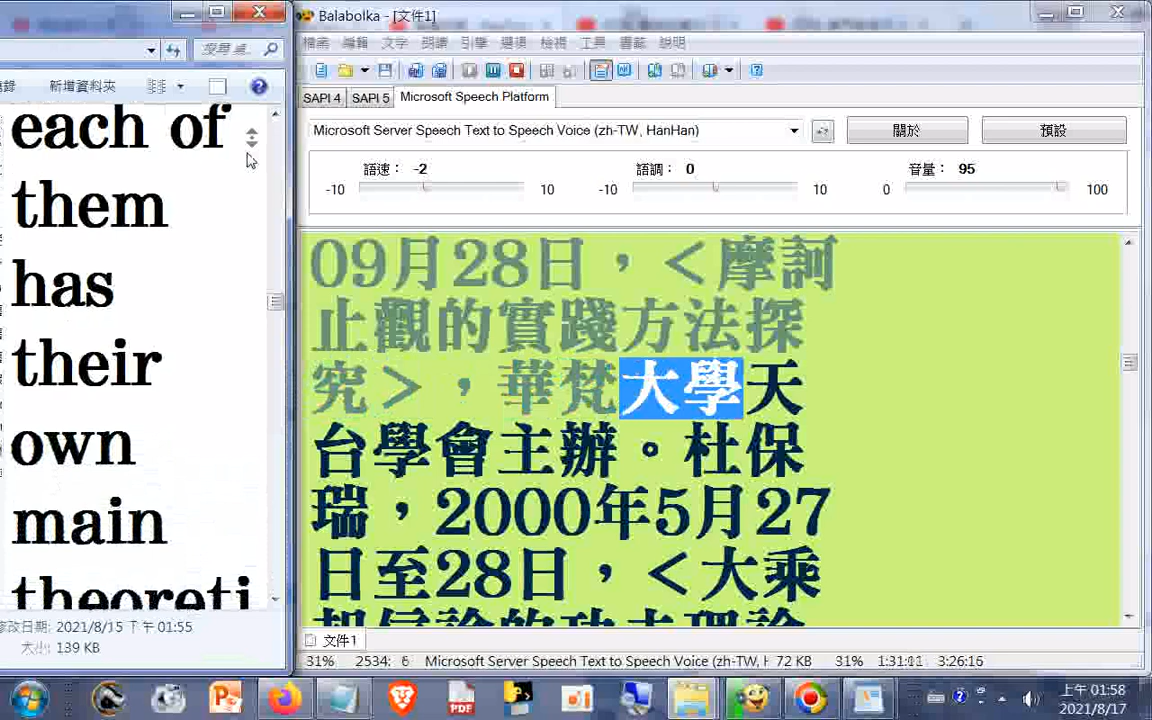 Balabolka - [文件1]
檔案 編輯 文字 朗讀 引擎 選項 檢視 工具 書籤 說明
SAPI 4 SAPI 5 Microsoft Speech Platform
Microsoft Server Speech Text to Speech Voice (zh-TW, HanHan)
關於
預設
語速： -2
語調： 0
音量： 95
-10 10 -10 10 0 100
新增資料夾
each of
them
has
their
own
main
theoreti
修改日期: 2021/8/15 下午 01:55
大小: 139 KB
09月28日，＜摩訶
止觀的實踐方法探
究＞，華梵大學天
台學會主辦。杜保
瑞，2000年5月27
日至28日，＜大乘
文件1
31% 2534: 6 Microsoft Server Speech Text to Speech Voice (zh-TW, H 72 KB 31% 1:31:01 3:26:16
上午 01:58
2021/8/17